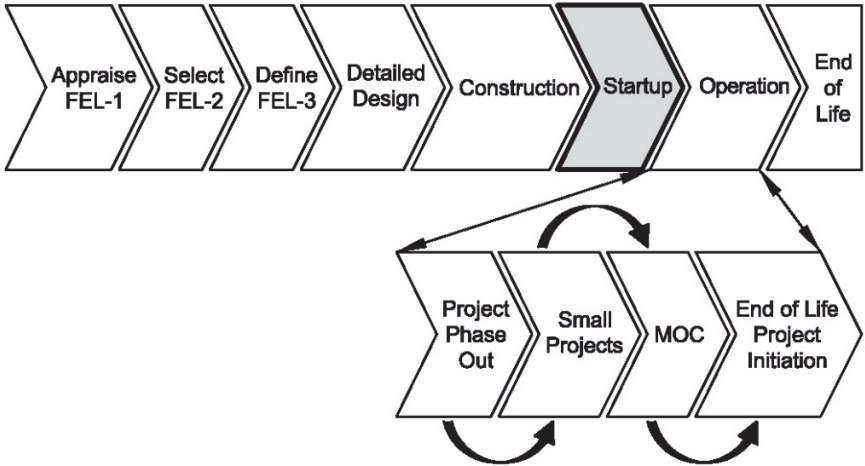 Appraise
FEL-1
Select
FEL-2
Define
FEL-3
Detailed
Design
Construction
Startup
Operation
End
of
Life
Project
Phase
Out
Small
Projects
MOC
End of Life
Project
Initiation